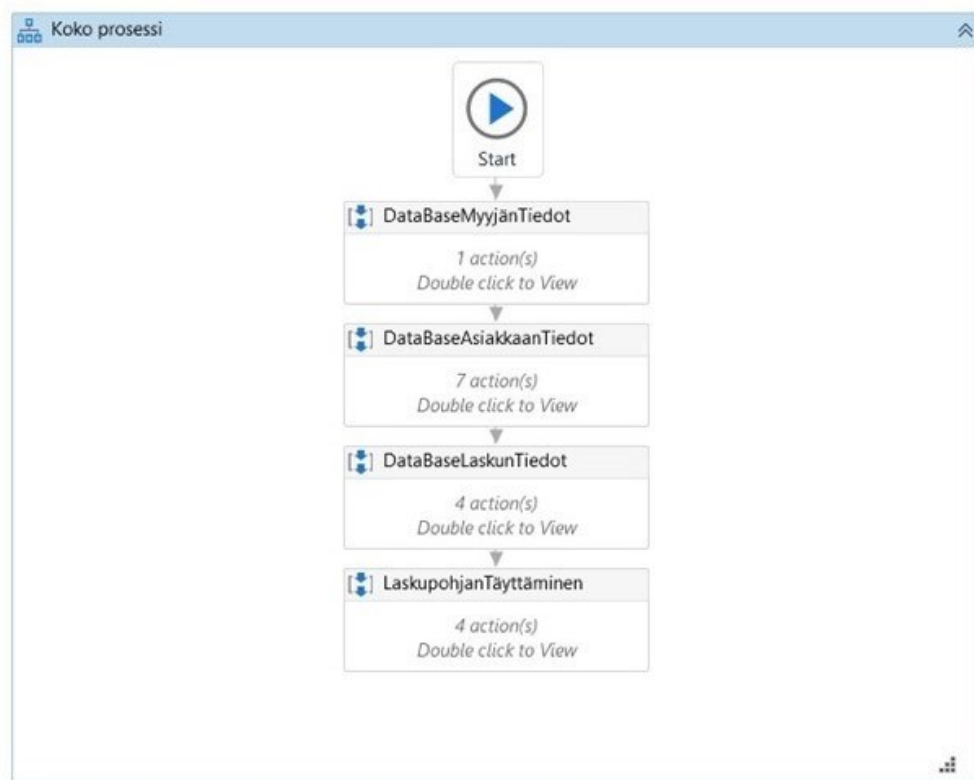 Koko prosessi
Start
DataBaseMyyjänTiedot
1 action(s)
Double click to View
DataBaseAsiakkaanTiedot
7 action(s)
Double click to View
DataBaseLaskunTiedot
4 action(s)
Double click to View
LaskupohjanTäyttäminen
4 action(s)
Double click to View